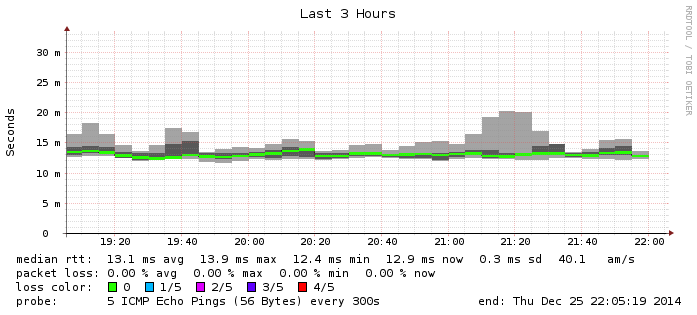 Last 3 Hours
RRDTOOL / TOBI OETIKER
Seconds
30 m
25 m
20 m
15 m
10 m
5 m
0
19:20 19:40 20:00 20:20 20:40 21:00 21:20 21:40 22:00
median rtt: 13.1 ms avg 13.9 ms max 12.4 ms min 12.9 ms now 0.3 ms sd 40.1 am/s
packet loss: 0.00 % avg 0.00 % max 0.00 % min 0.00 % now
loss color: 0 1/5 2/5 3/5 4/5
probe: 5 ICMP Echo Pings (56 Bytes) every 300s end: Thu Dec 25 22:05:19 2014